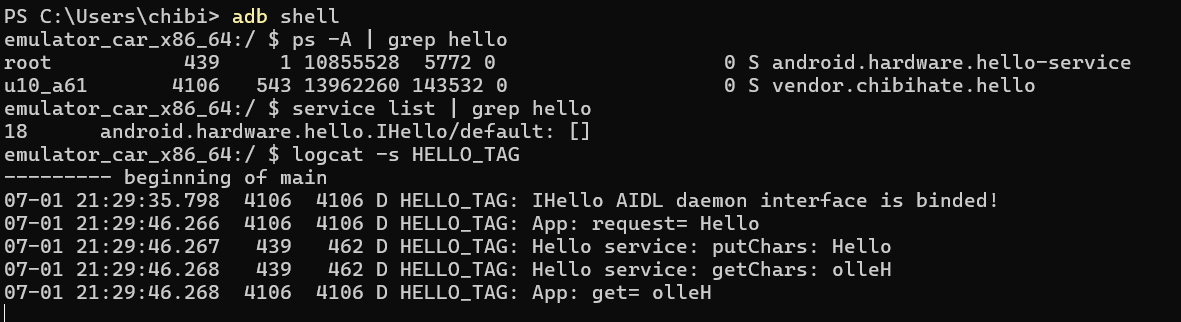 PS C:\Users\chibi> adb shell
emulator_car_x86_64:/ $ ps -A | grep hello
root           439     1 10855528  5772 0                   0 S android.hardware.hello-service
u10_a61       4106   543 13962260 143532 0                  0 S vendor.chibihate.hello
emulator_car_x86_64:/ $ service list | grep hello
18      android.hardware.hello.IHello/default: []
emulator_car_x86_64:/ $ logcat -s HELLO_TAG
--------- beginning of main
07-01 21:29:35.798  4106  4106 D HELLO_TAG: IHello AIDL daemon interface is binded!
07-01 21:29:46.266  4106  4106 D HELLO_TAG: App: request= Hello
07-01 21:29:46.267   439   462 D HELLO_TAG: Hello service: putChars: Hello
07-01 21:29:46.268   439   462 D HELLO_TAG: Hello service: getChars: olleH
07-01 21:29:46.268  4106  4106 D HELLO_TAG: App: get= olleH